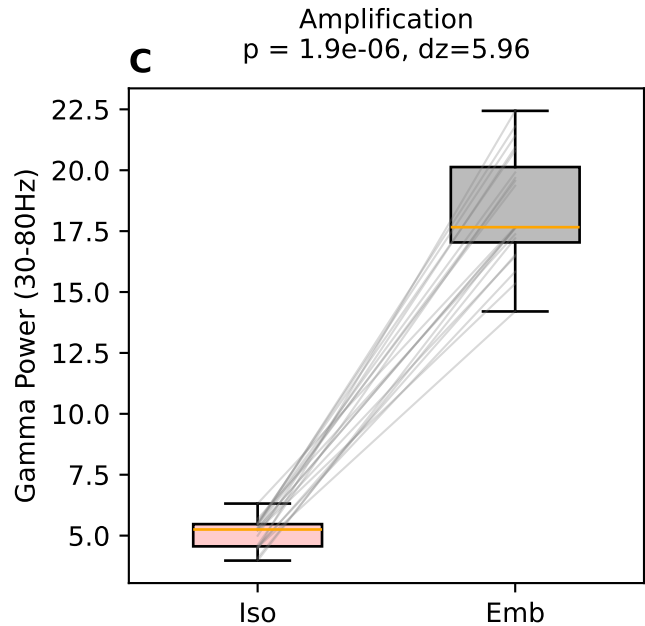 Amplification
p = 1.9e-06, dz=5.96
C
Gamma Power (30-80Hz)
22.5
20.0
17.5
15.0
12.5
10.0
7.5
5.0
Iso
Emb